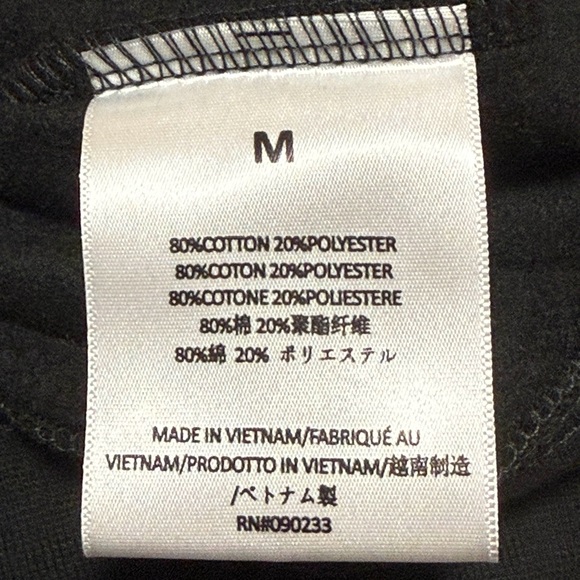 M
80%COTTON 20%POLYESTER
80%COTON 20%POLYESTER
80%COTONE 20%POLIESTERE
80%棉 20%聚酯纤维
80%綿 20% ポリエステル
MADE IN VIETNAM/FABRIQUÉ AU
VIETNAM/PRODOTTO IN VIETNAM/越南制造
/ベトナム製
RN#090233